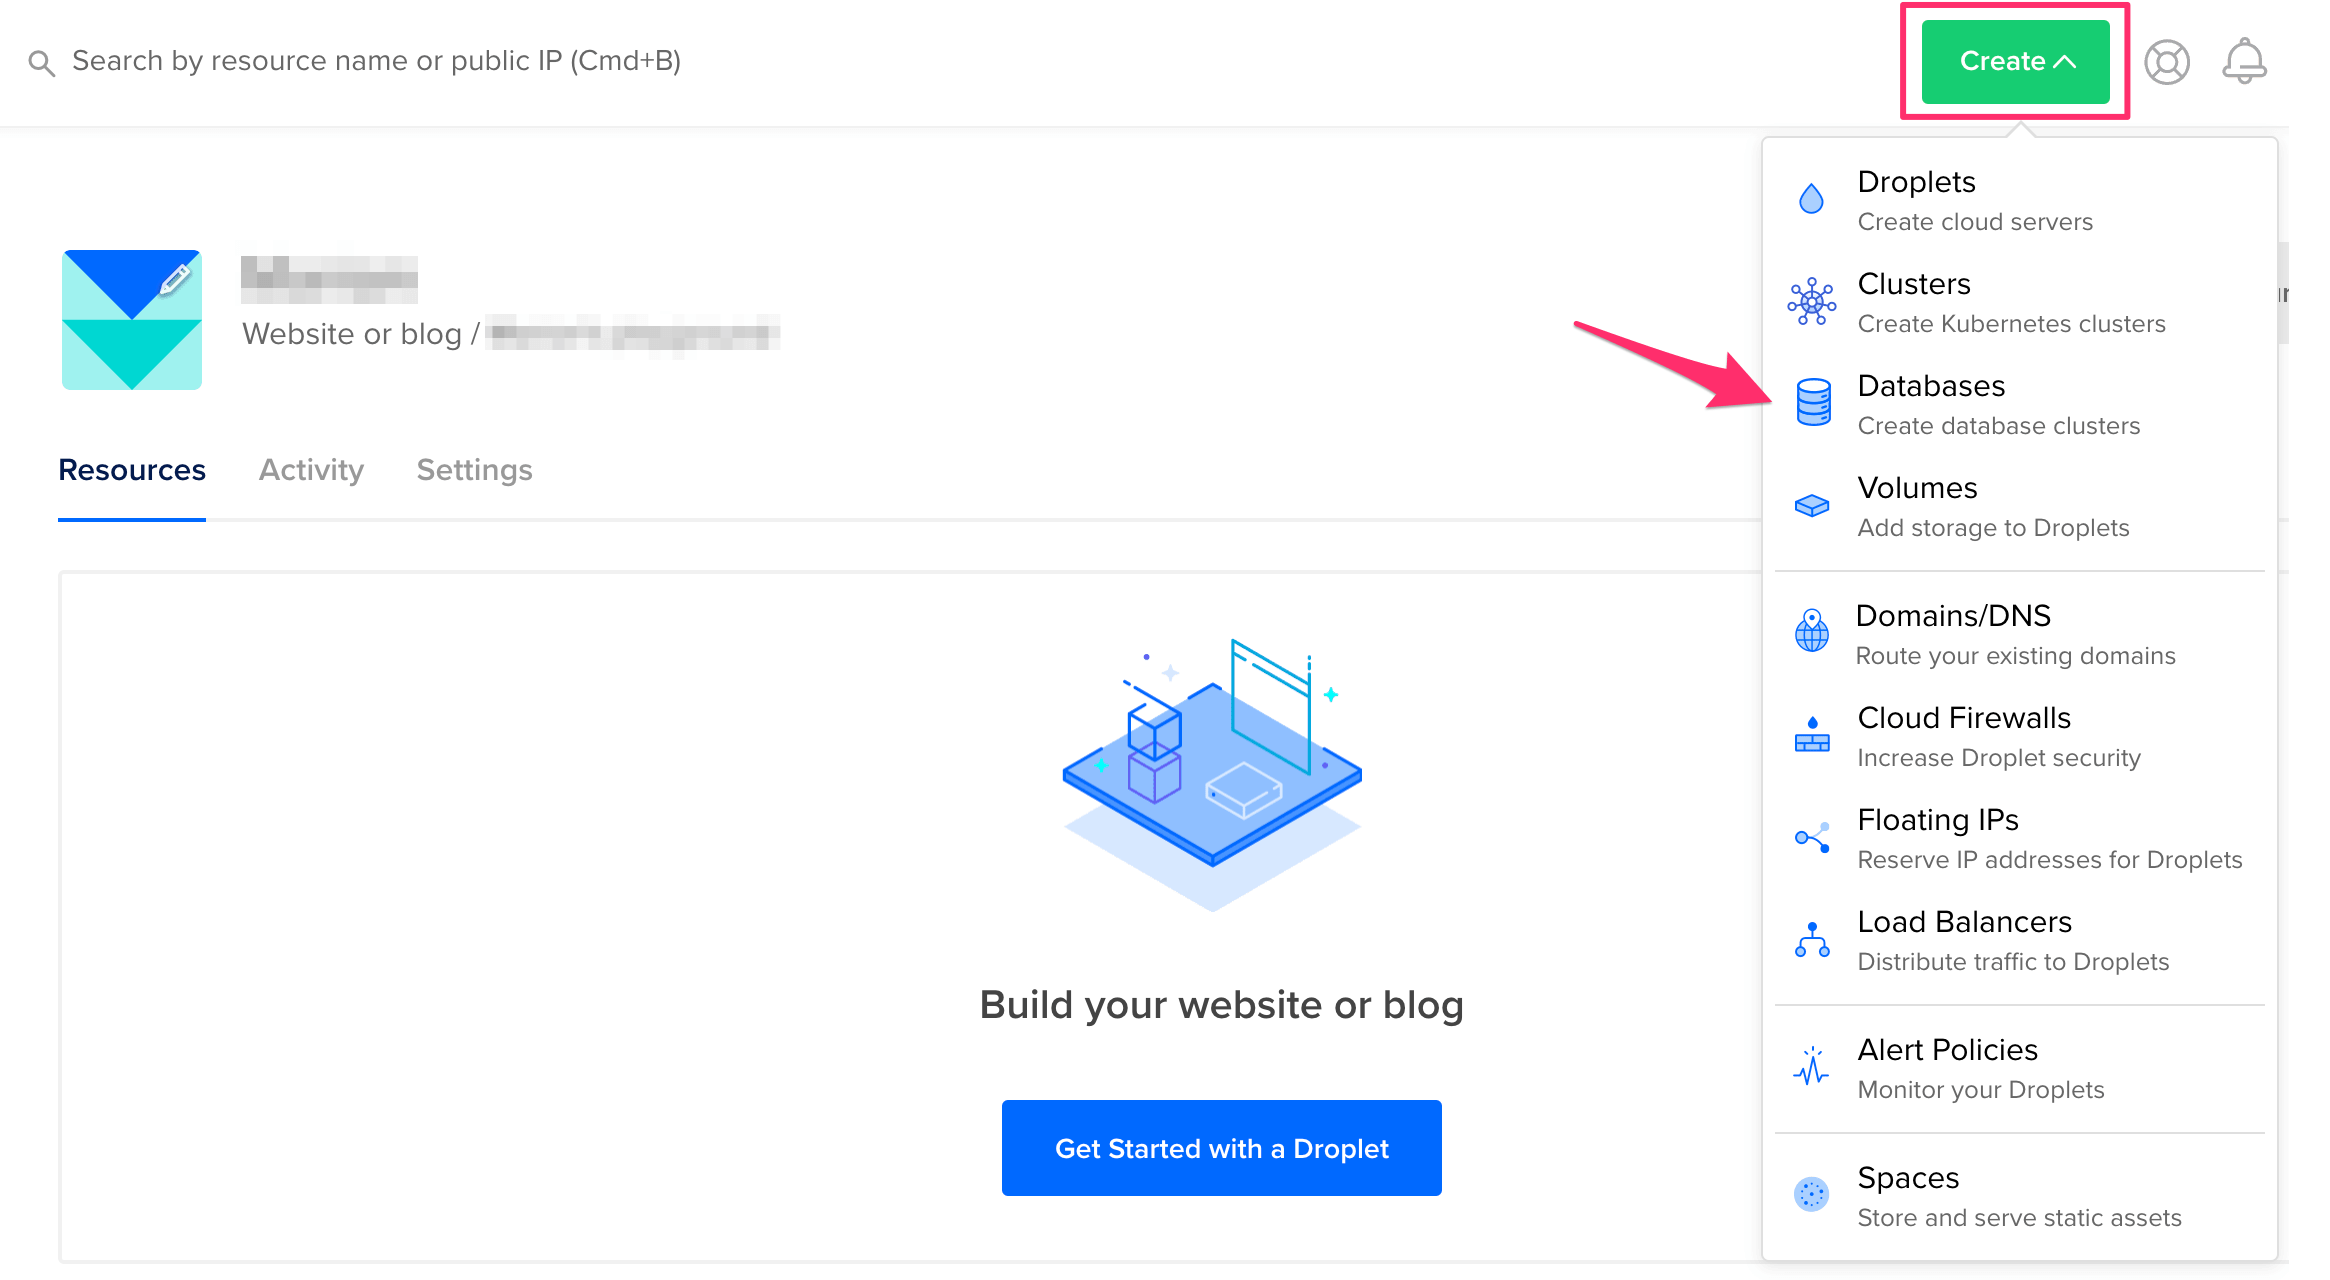 Search by resource name or public IP (Cmd+B)
Create
Website or blog /
Resources
Activity
Settings
Build your website or blog
Get Started with a Droplet
Droplets
Create cloud servers
Clusters
Create Kubernetes clusters
Databases
Create database clusters
Volumes
Add storage to Droplets
Domains/DNS
Route your existing domains
Cloud Firewalls
Increase Droplet security
Floating IPs
Reserve IP addresses for Droplets
Load Balancers
Distribute traffic to Droplets
Alert Policies
Monitor your Droplets
Spaces
Store and serve static assets